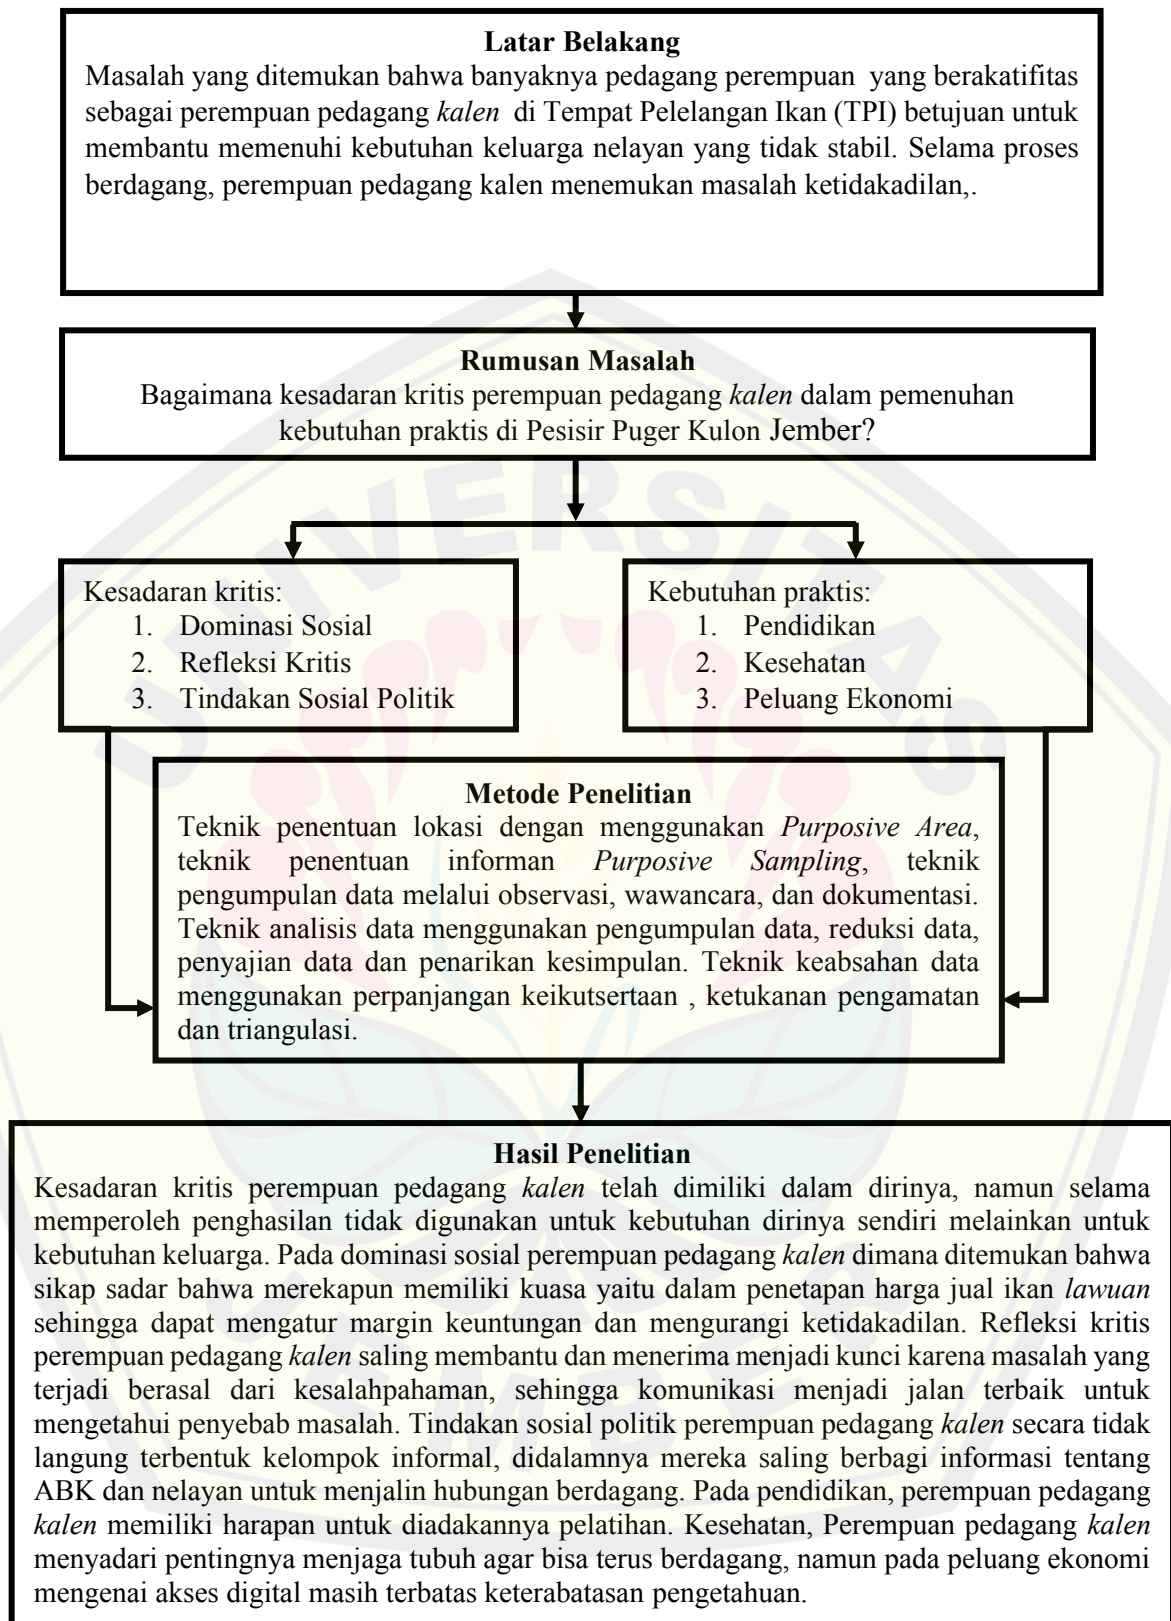 Latar Belakang
Masalah yang ditemukan bahwa banyaknya pedagang perempuan yang berakatifitas
sebagai perempuan pedagang kalen di Tempat Pelelangan Ikan (TPI) betujuan untuk
membantu memenuhi kebutuhan keluarga nelayan yang tidak stabil. Selama proses
berdagang, perempuan pedagang kalen menemukan masalah ketidakadilan,.
Rumusan Masalah
Bagaimana kesadaran kritis perempuan pedagang kalen dalam pemenuhan
kebutuhan praktis di Pesisir Puger Kulon Jember?
UNIVERSITAS
Kesadaran kritis:
1. Dominasi Sosial
2. Refleksi Kritis
3. Tindakan Sosial Politik
Kebutuhan praktis:
1. Pendidikan
2. Kesehatan
3. Peluang Ekonomi
Metode Penelitian
Teknik penentuan lokasi dengan menggunakan Purposive Area,
teknik penentuan informan Purposive Sampling, teknik
pengumpulan data melalui observasi, wawancara, dan dokumentasi.
Teknik analisis data menggunakan pengumpulan data, reduksi data,
penyajian data dan penarikan kesimpulan. Teknik keabsahan data
menggunakan perpanjangan keikutsertaan , ketukanan pengamatan
dan triangulasi.
Hasil Penelitian
Kesadaran kritis perempuan pedagang kalen telah dimiliki dalam dirinya, namun selama
memperoleh penghasilan tidak digunakan untuk kebutuhan dirinya sendiri melainkan untuk
kebutuhan keluarga. Pada dominasi sosial perempuan pedagang kalen dimana ditemukan bahwa
sikap sadar bahwa merekapun memiliki kuasa yaitu dalam penetapan harga jual ikan lawuan
sehingga dapat mengatur margin keuntungan dan mengurangi ketidakadilan. Refleksi kritis
perempuan pedagang kalen saling membantu dan menerima menjadi kunci karena masalah yang
terjadi berasal dari kesalahpahaman, sehingga komunikasi menjadi jalan terbaik untuk
mengetahui penyebab masalah. Tindakan sosial politik perempuan pedagang kalen secara tidak
langsung terbentuk kelompok informal, didalamnya mereka saling berbagi informasi tentang
ABK dan nelayan untuk menjalin hubungan berdagang. Pada pendidikan, perempuan pedagang
kalen memiliki harapan untuk diadakannya pelatihan. Kesehatan, Perempuan pedagang kalen
menyadari pentingnya menjaga tubuh agar bisa terus berdagang, namun pada peluang ekonomi
mengenai akses digital masih terbatas keterabatasan pengetahuan.
JEMBER